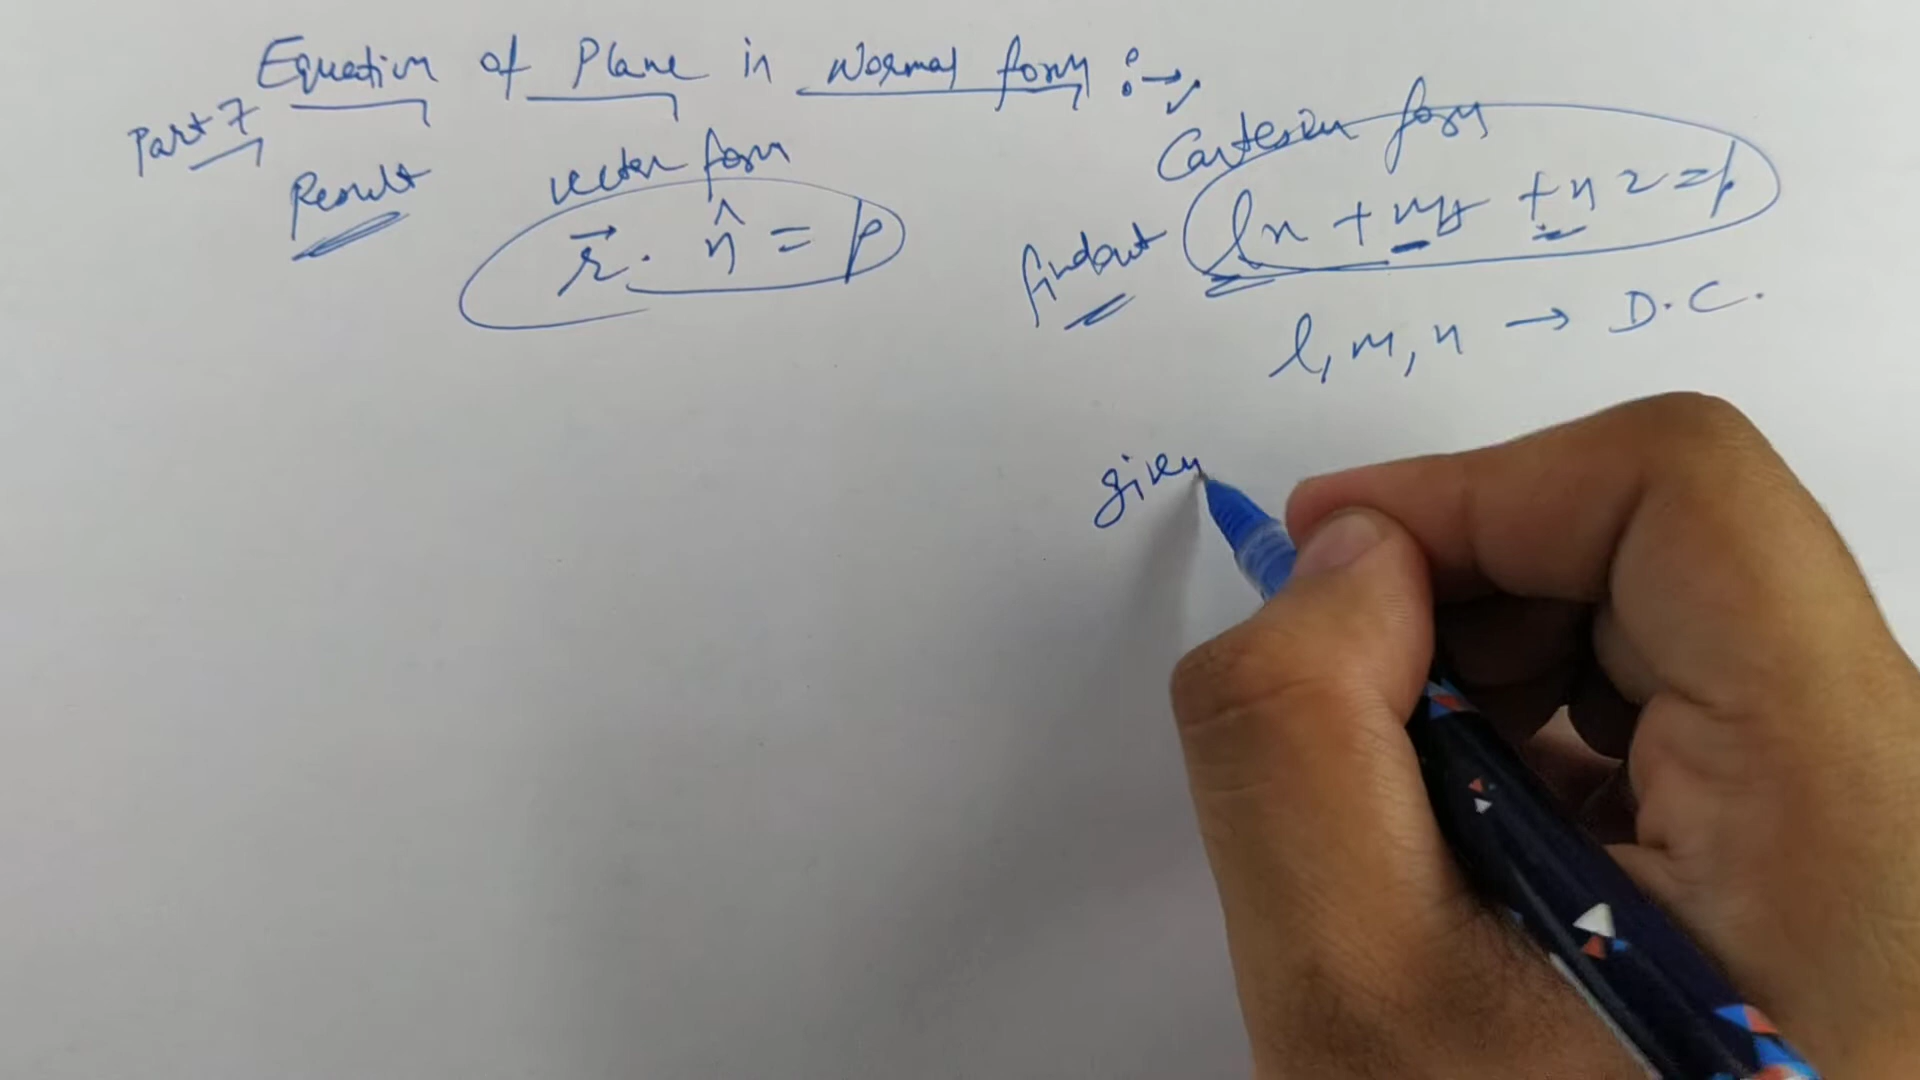 Equation of Plane in Normal form :→
Part 7
Result
vector form
r⃗ . n̂ = p
Cartesian form
findout
lx + my + nz = p
l, m, n → D.C.
given